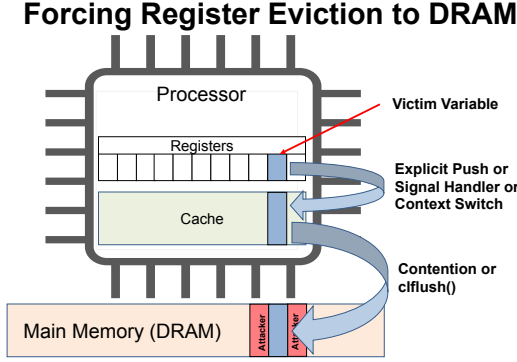 Forcing Register Eviction to DRAM
Processor
Victim Variable
Registers
Explicit Push or
Signal Handler or
Context Switch
Cache
Contention or
clflush()
Main Memory (DRAM)
Attacker
Attacker